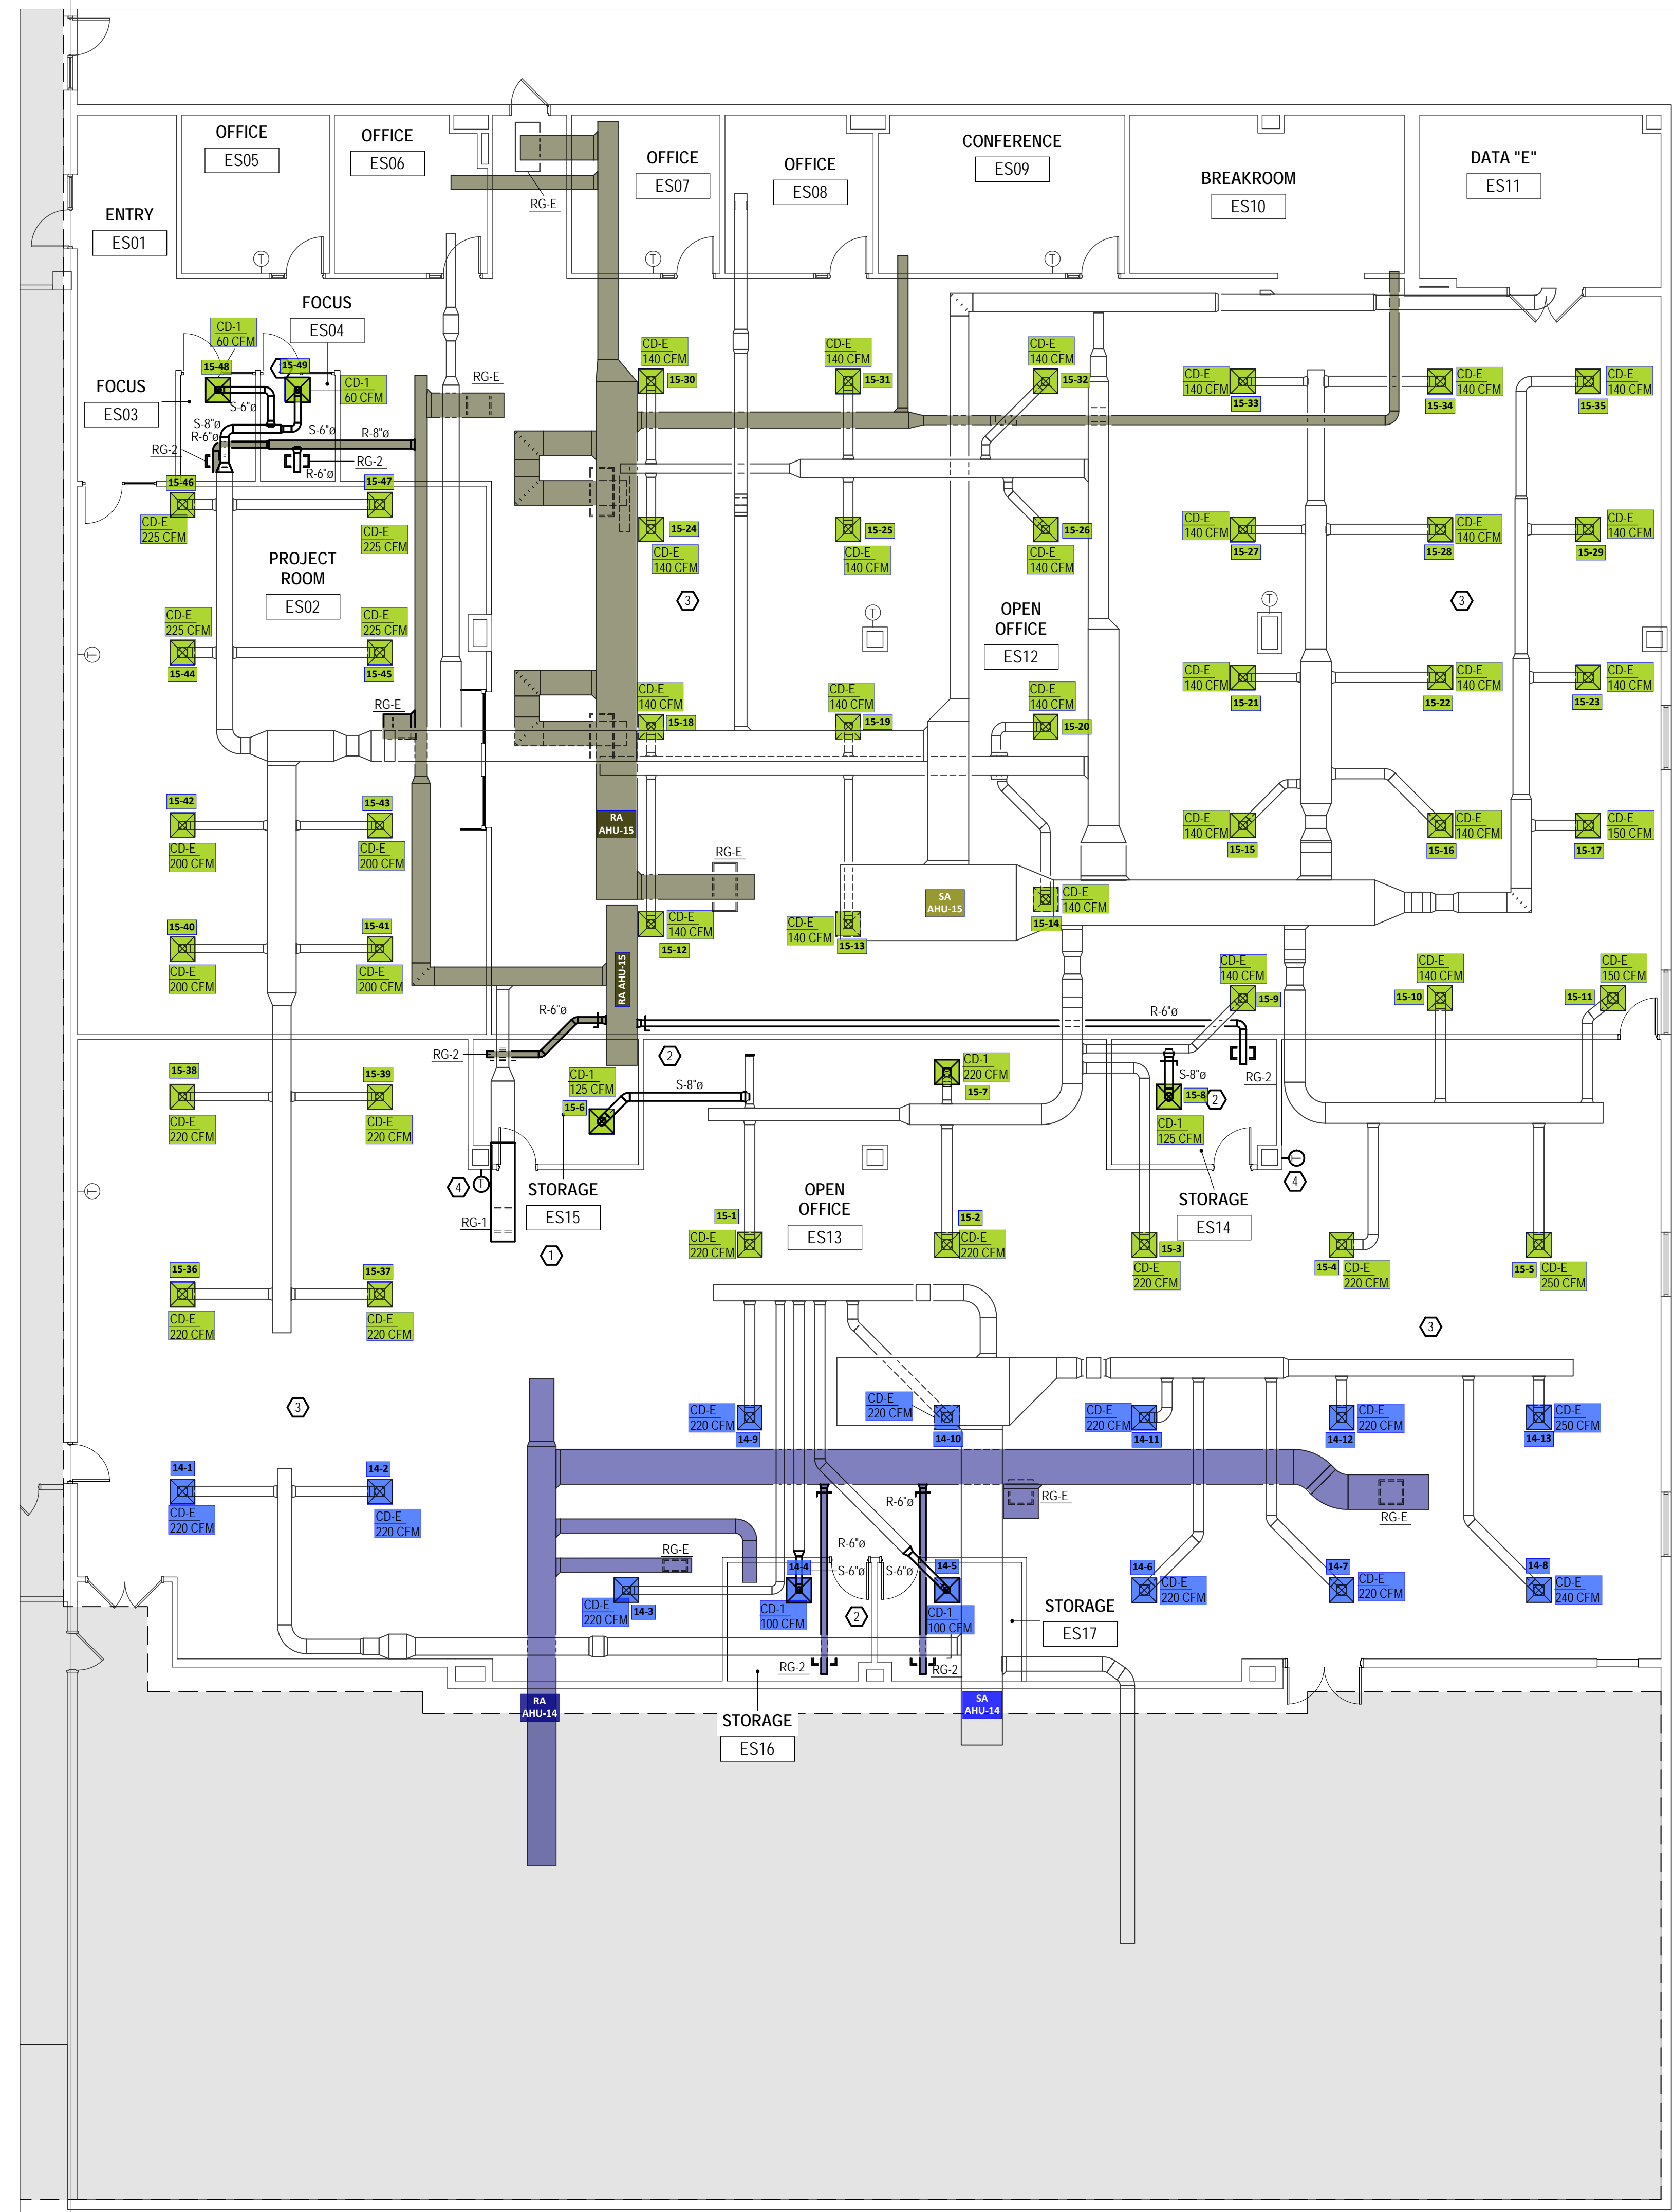 OFFICE
ES05
OFFICE
ES06
OFFICE
ES07
OFFICE
ES08
CONFERENCE
ES09
BREAKROOM
ES10
DATA "E"
ES11
ENTRY
ES01
RG-E
T
T
T
FOCUS
ES04
CD-1
60 CFM
15-48
15-49
CD-1
60 CFM
FOCUS
ES03
S-6"ø
S-8"ø
R-6"ø
S-6"ø
R-8"ø
RG-2
RG-2
R-6"ø
RG-E
CD-E
140 CFM
15-30
CD-E
140 CFM
15-31
CD-E
140 CFM
15-32
CD-E
140 CFM
15-33
CD-E
140 CFM
15-34
CD-E
140 CFM
15-35
15-46
CD-E
225 CFM
15-47
CD-E
225 CFM
15-24
CD-E
140 CFM
15-25
CD-E
140 CFM
15-26
CD-E
140 CFM
CD-E
140 CFM
15-27
CD-E
140 CFM
15-28
CD-E
140 CFM
15-29
PROJECT
ROOM
ES02
3
T
OPEN
OFFICE
ES12
T
3
CD-E
225 CFM
15-44
CD-E
225 CFM
15-45
T
CD-E
140 CFM
15-21
CD-E
140 CFM
15-22
CD-E
140 CFM
15-23
RG-E
CD-E
140 CFM
15-18
CD-E
140 CFM
15-19
CD-E
140 CFM
15-20
15-42
CD-E
200 CFM
15-43
CD-E
200 CFM
RA
AHU-15
CD-E
140 CFM
15-15
CD-E
140 CFM
15-16
CD-E
150 CFM
15-17
RG-E
SA
AHU-15
CD-E
140 CFM
15-14
15-40
CD-E
200 CFM
15-41
CD-E
200 CFM
CD-E
140 CFM
15-12
CD-E
140 CFM
15-13
RA AHU-15
CD-E
140 CFM
15-9
CD-E
140 CFM
15-10
CD-E
150 CFM
15-11
R-6"ø
R-6"ø
RG-2
2
RG-2
15-38
CD-E
220 CFM
15-39
CD-E
220 CFM
CD-1
125 CFM
15-6
S-8"ø
CD-1
220 CFM
15-7
S-8"ø
15-8
2
CD-1
125 CFM
T
4
T
RG-1
STORAGE
ES15
1
OPEN
OFFICE
ES13
STORAGE
ES14
T
4
15-1
CD-E
220 CFM
15-2
CD-E
220 CFM
15-3
CD-E
220 CFM
15-4
CD-E
220 CFM
15-5
CD-E
250 CFM
15-36
CD-E
220 CFM
15-37
CD-E
220 CFM
3
3
CD-E
220 CFM
14-9
CD-E
220 CFM
14-10
CD-E
220 CFM
14-11
CD-E
220 CFM
14-12
CD-E
250 CFM
14-13
14-1
CD-E
220 CFM
14-2
CD-E
220 CFM
R-6"ø
RG-E
RG-E
RG-E
R-6"ø
14-4
S-6"ø
S-6"ø
14-5
CD-E
220 CFM
14-3
CD-1
100 CFM
2
CD-1
100 CFM
14-6
CD-E
220 CFM
14-7
CD-E
220 CFM
14-8
CD-E
240 CFM
STORAGE
ES17
RG-2
RG-2
RA
AHU-14
SA
AHU-14
STORAGE
ES16